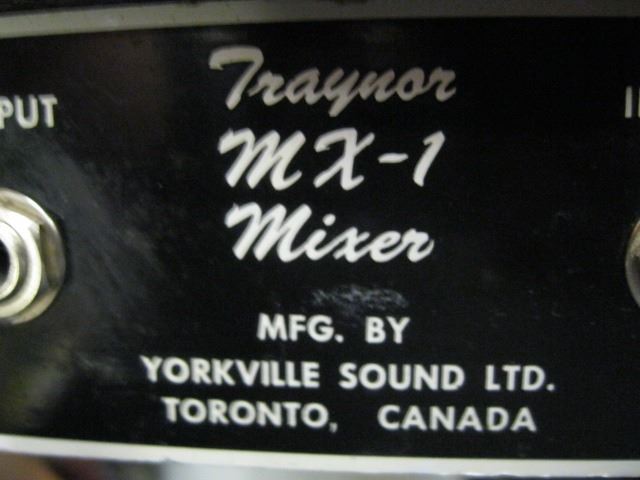 Traynor
PUT
MX-1
Mixer
MFG. BY
YORKVILLE SOUND LTD.
TORONTO, CANADA